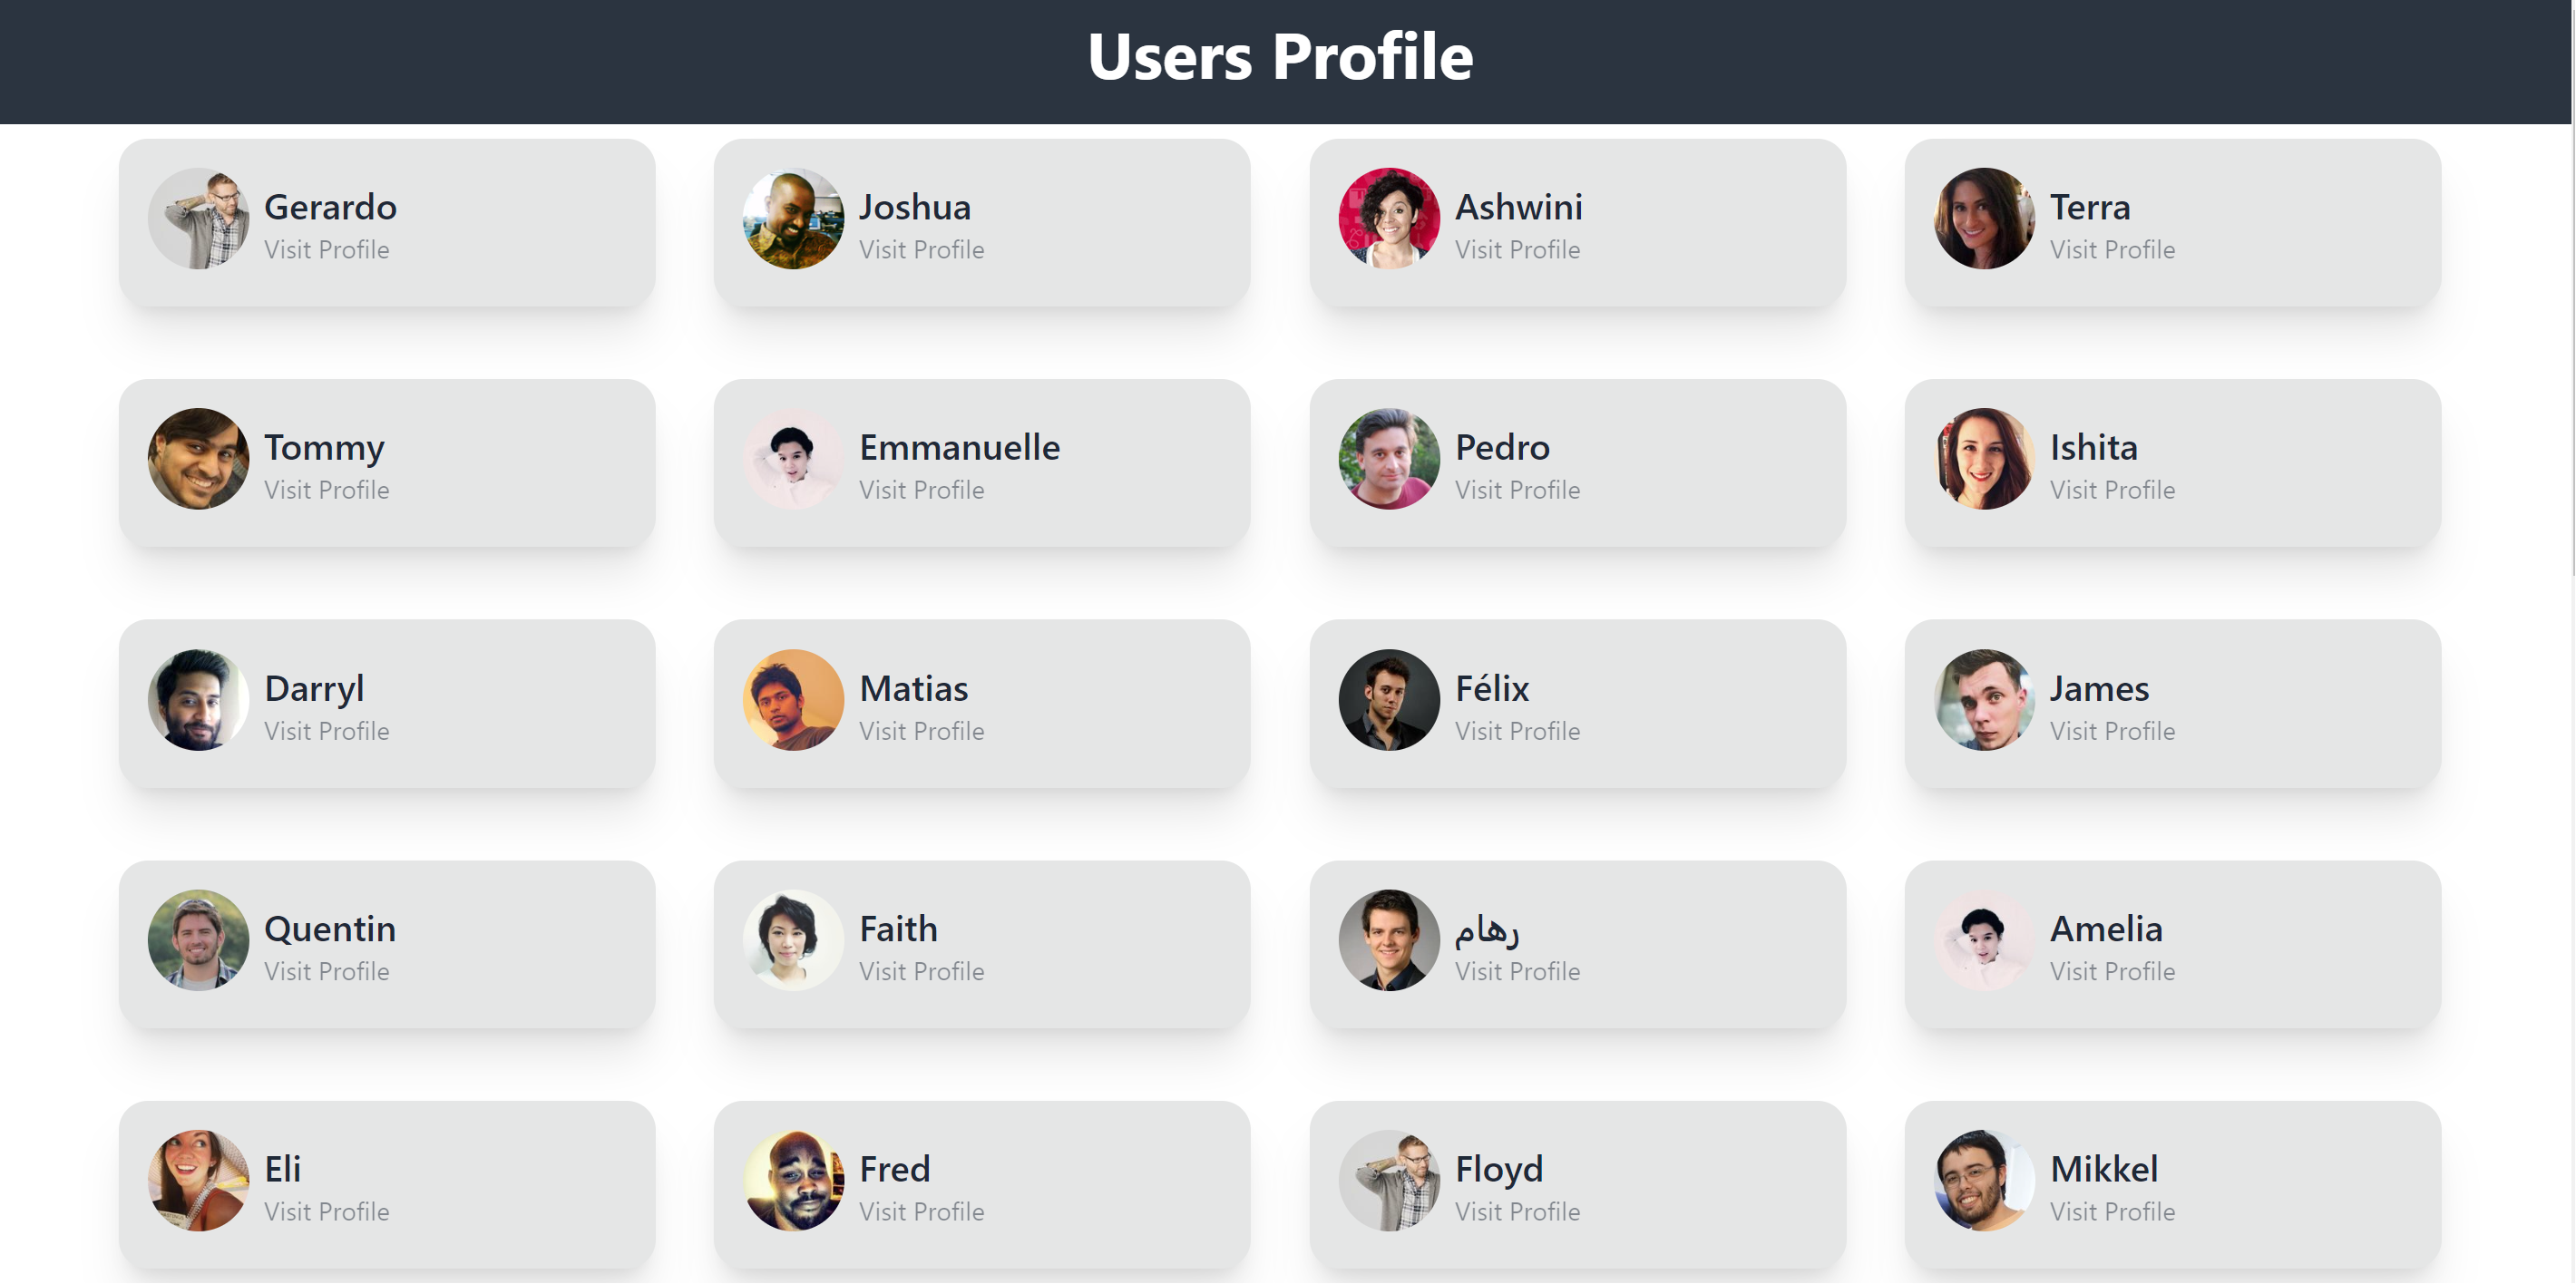 Users Profile
Gerardo
Visit Profile
Joshua
Visit Profile
Ashwini
Visit Profile
Terra
Visit Profile
Tommy
Visit Profile
Emmanuelle
Visit Profile
Pedro
Visit Profile
Ishita
Visit Profile
Darryl
Visit Profile
Matias
Visit Profile
Félix
Visit Profile
James
Visit Profile
Quentin
Visit Profile
Faith
Visit Profile
رهام
Visit Profile
Amelia
Visit Profile
Eli
Visit Profile
Fred
Visit Profile
Floyd
Visit Profile
Mikkel
Visit Profile